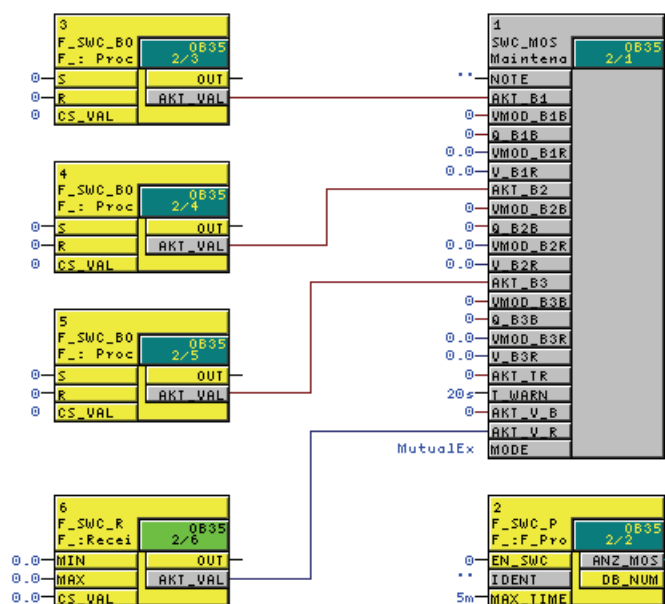 3
F_SWC_BO
F_: Proc
OB35
2/3
0 S OUT
0 R AKT_VAL
0 CS_VAL
4
F_SWC_BO
F_: Proc
OB35
2/4
0 S OUT
0 R AKT_VAL
0 CS_VAL
5
F_SWC_BO
F_: Proc
OB35
2/5
0 S OUT
0 R AKT_VAL
0 CS_VAL
6
F_SWC_R
F_:Recei
OB35
2/6
0.0 MIN OUT
0.0 MAX AKT_VAL
0.0 CS_VAL
1
SWC_MOS
Maintena
OB35
2/1
'' NOTE
AKT_B1
0 VMOD_B1B
0 Q_B1B
0.0 VMOD_B1R
0.0 V_B1R
AKT_B2
0 VMOD_B2B
0 Q_B2B
0.0 VMOD_B2R
0.0 V_B2R
AKT_B3
0 VMOD_B3B
0 Q_B3B
0.0 VMOD_B3R
0.0 V_B3R
0 AKT_TR
20s T_WARN
0 AKT_V_B
AKT_V_R
MutualEx MODE
2
F_SWC_P
F_:F_Pro
OB35
2/2
0 EN_SWC ANZ_MOS
'' IDENT DB_NUM
5m MAX_TIME